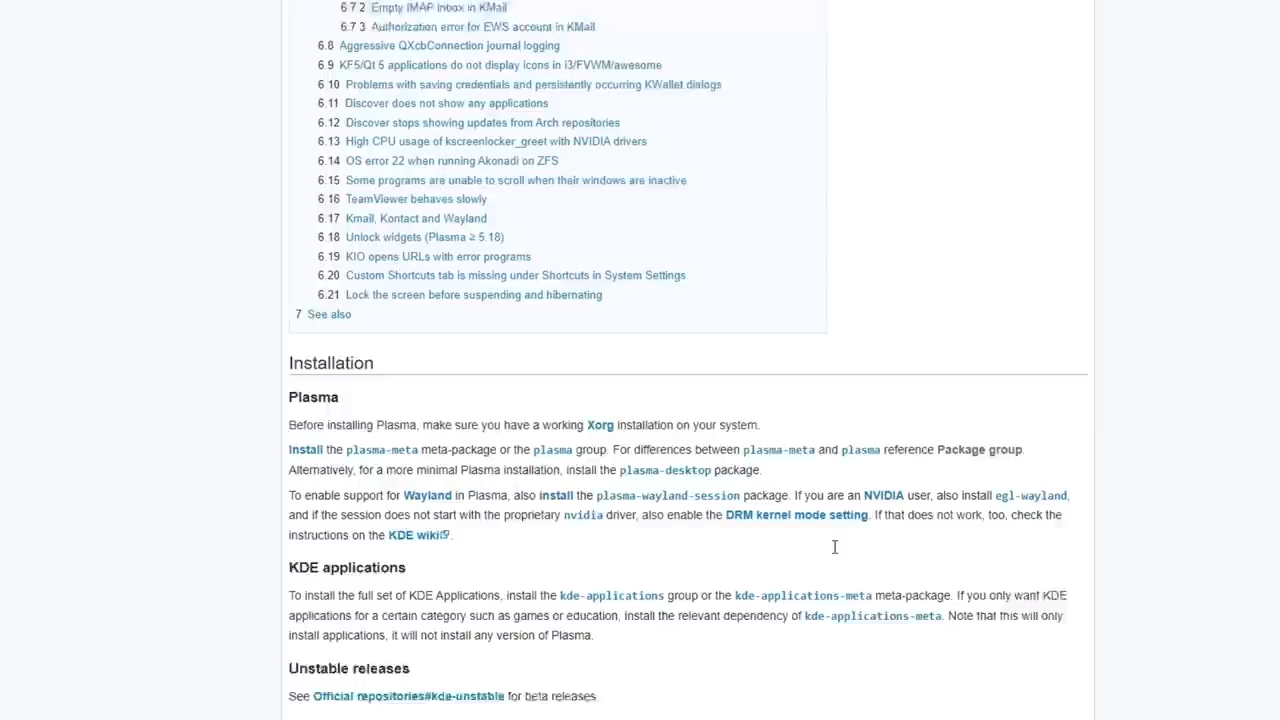 6.7.2 Empty IMAP inbox in KMail
6.7.3 Authorization error for EWS account in KMail
6.8 Aggressive QXcbConnection journal logging
6.9 KF5/Qt 5 applications do not display icons in i3/FVWM/awesome
6.10 Problems with saving credentials and persistently occurring KWallet dialogs
6.11 Discover does not show any applications
6.12 Discover stops showing updates from Arch repositories
6.13 High CPU usage of kscreenlocker_greet with NVIDIA drivers
6.14 OS error 22 when running Akonadi on ZFS
6.15 Some programs are unable to scroll when their windows are inactive
6.16 TeamViewer behaves slowly
6.17 Kmail, Kontact and Wayland
6.18 Unlock widgets (Plasma ≥ 5.18)
6.19 KIO opens URLs with error programs
6.20 Custom Shortcuts tab is missing under Shortcuts in System Settings
6.21 Lock the screen before suspending and hibernating
7 See also
Installation
Plasma
Before installing Plasma, make sure you have a working Xorg installation on your system.
Install the plasma-meta meta-package or the plasma group. For differences between plasma-meta and plasma reference Package group.
Alternatively, for a more minimal Plasma installation, install the plasma-desktop package.
To enable support for Wayland in Plasma, also install the plasma-wayland-session package. If you are an NVIDIA user, also install egl-wayland,
and if the session does not start with the proprietary nvidia driver, also enable the DRM kernel mode setting. If that does not work, too, check the
instructions on the KDE wiki.
KDE applications
To install the full set of KDE Applications, install the kde-applications group or the kde-applications-meta meta-package. If you only want KDE
applications for a certain category such as games or education, install the relevant dependency of kde-applications-meta. Note that this will only
install applications, it will not install any version of Plasma.
Unstable releases
See Official repositories#kde-unstable for beta releases.